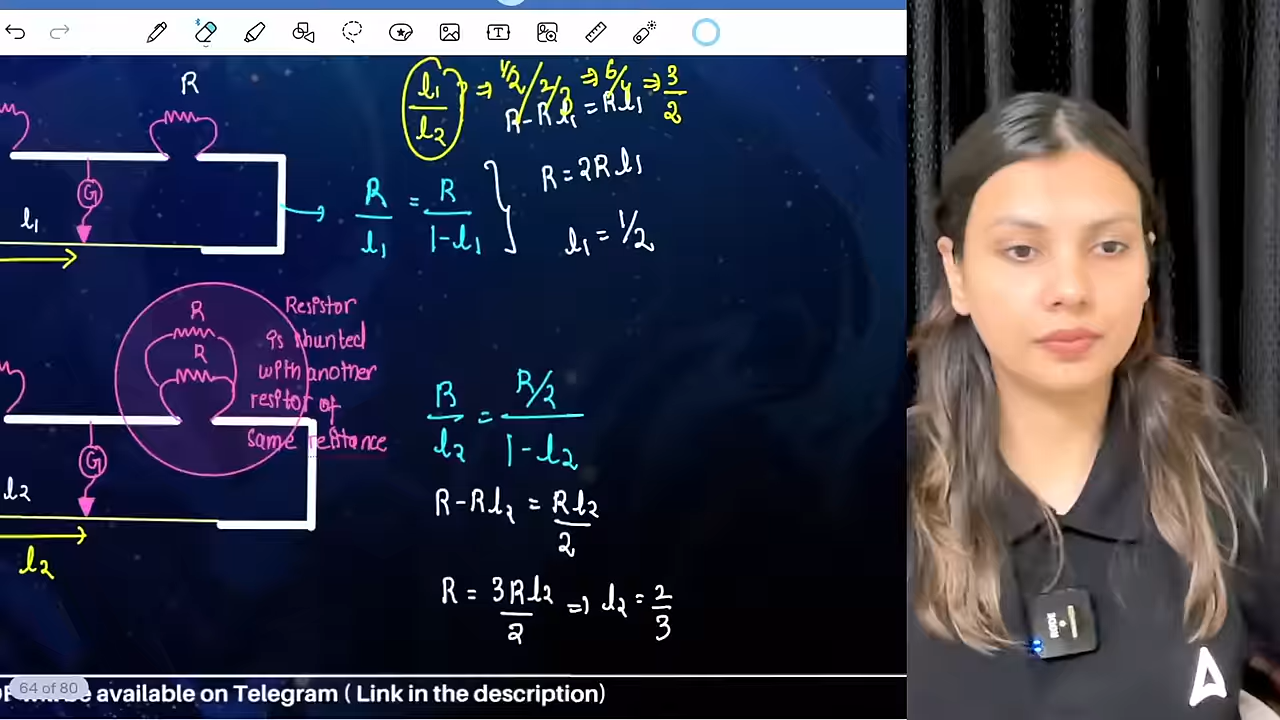 R
l₁/l₂ ⇒ 1/2 / 2/3 ⇒ 6/4 ⇒ 3/2
R-Rl₁ = Rl₁
G
l₁
R/l₁ = R/1-l₁
R = 2Rl₁
l₁ = 1/2
R
R
Resistor
is shunted
with another
resitor of
same reistance
G
l₂
l₂
R/l₂ = R/2/1-l₂
R-Rl₂ = Rl₂/2
R = 3Rl₂/2 ⇒ l₂ = 2/3
64 of 80
be available on Telegram ( Link in the description)